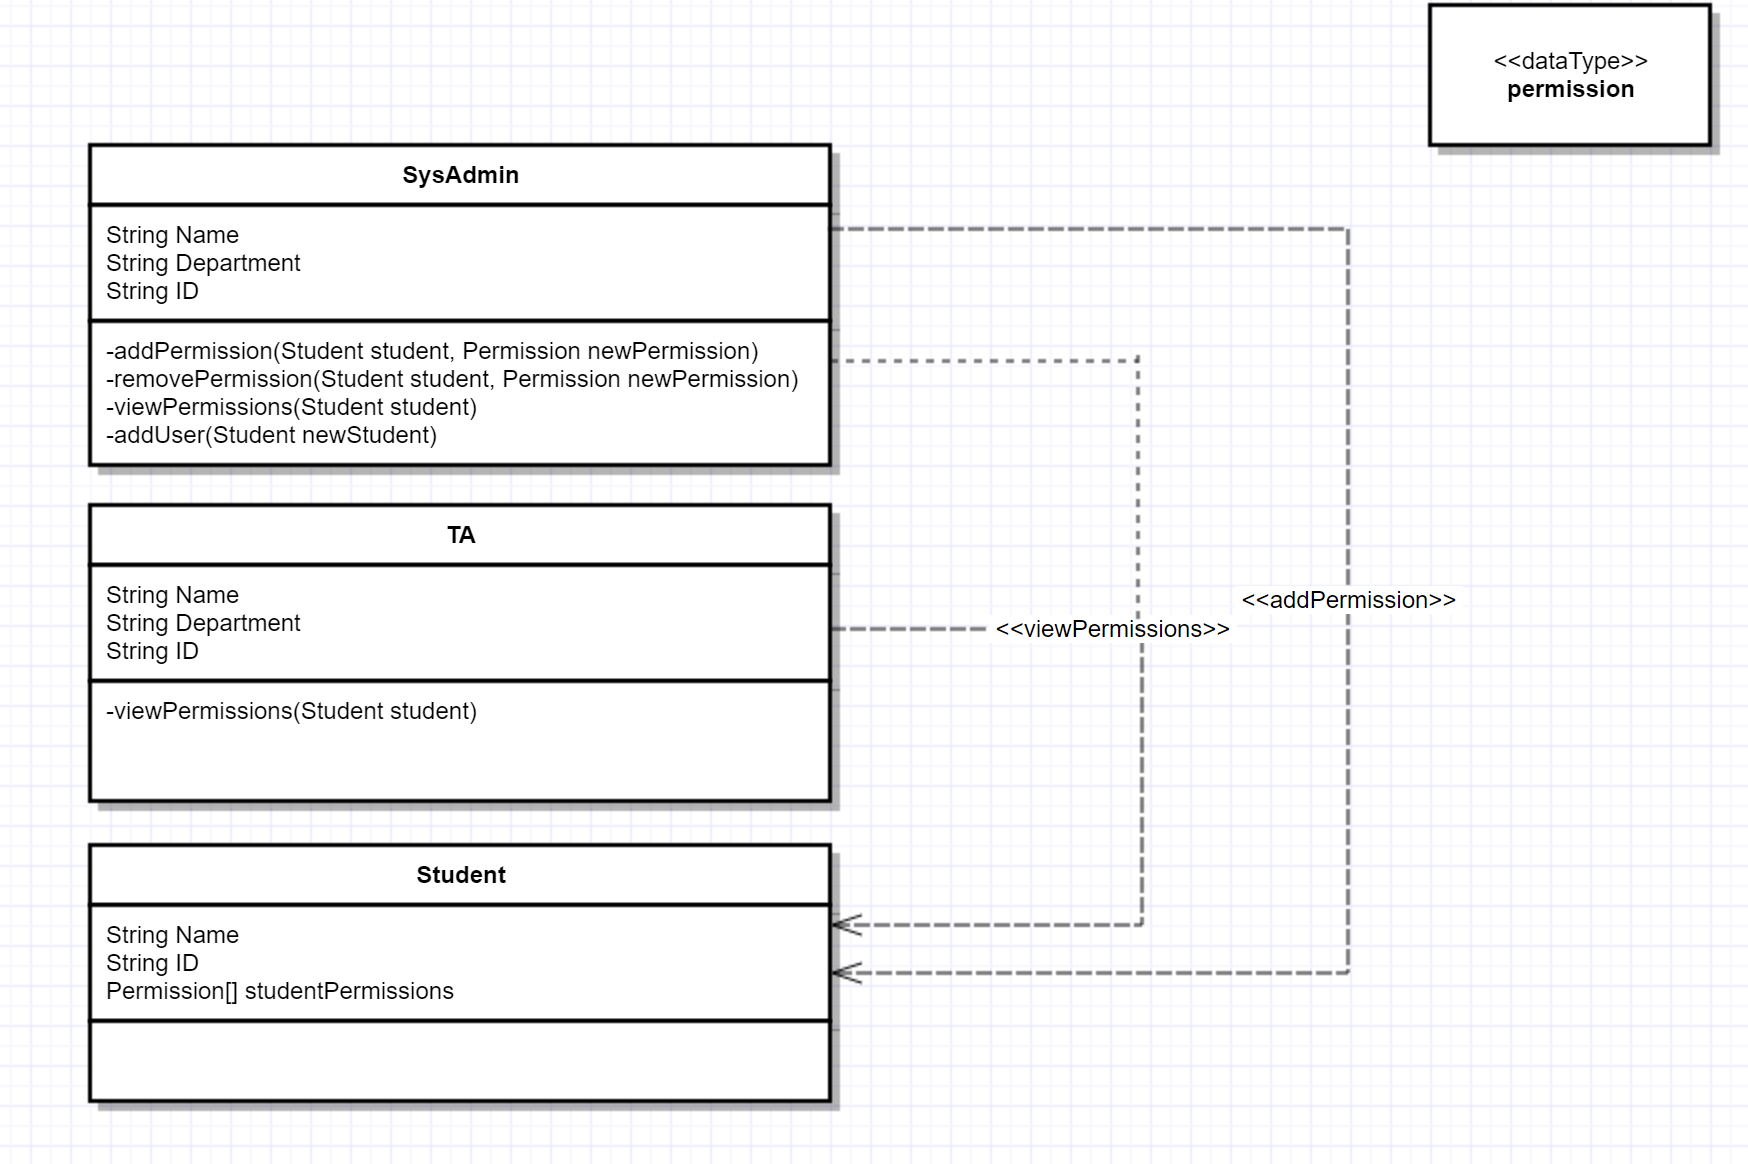 <<dataType>>
permission
SysAdmin
String Name
String Department
String ID
-addPermission(Student student, Permission newPermission)
-removePermission(Student student, Permission newPermission)
-viewPermissions(Student student)
-addUser(Student newStudent)
TA
String Name
String Department
String ID
-viewPermissions(Student student)
<<addPermission>>
<<viewPermissions>>
Student
String Name
String ID
Permission[] studentPermissions